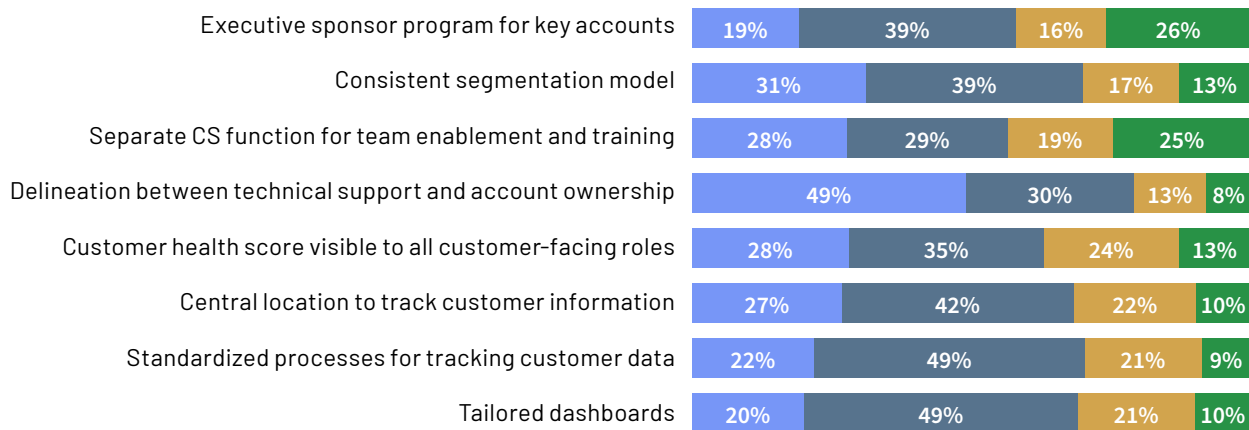 Executive sponsor program for key accounts 19% 39% 16% 26%
Consistent segmentation model 31% 39% 17% 13%
Separate CS function for team enablement and training 28% 29% 19% 25%
Delineation between technical support and account ownership 49% 30% 13% 8%
Customer health score visible to all customer-facing roles 28% 35% 24% 13%
Central location to track customer information 27% 42% 22% 10%
Standardized processes for tracking customer data 22% 49% 21% 9%
Tailored dashboards 20% 49% 21% 10%